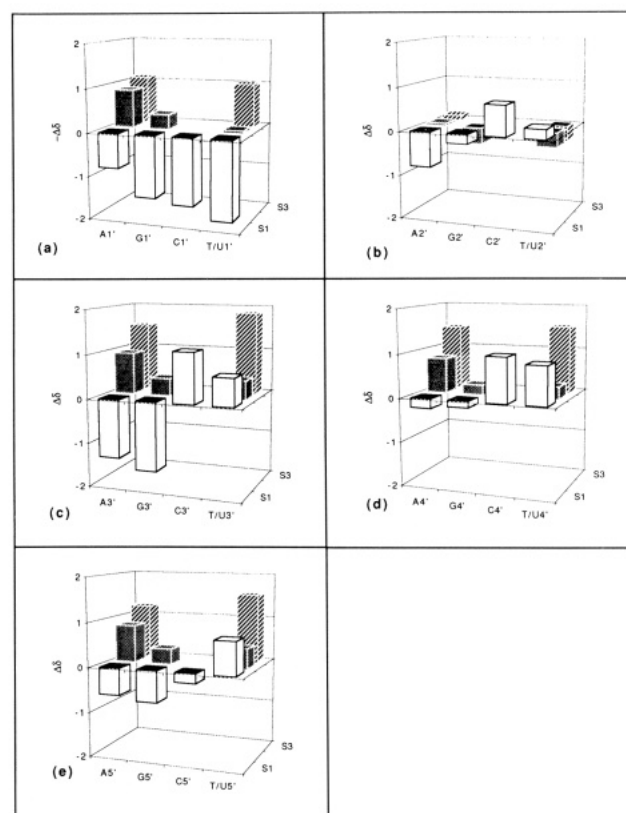 2
1
0
-1
-2
-Δδ
A1'
G1'
C1'
T/U1'
S1
S3
(a)
2
1
0
-1
-2
Δδ
A2'
G2'
C2'
T/U2'
S1
S3
(b)
2
1
0
-1
-2
Δδ
A3'
G3'
C3'
T/U3'
S1
S3
(c)
2
1
0
-1
-2
Δδ
A4'
G4'
C4'
T/U4'
S1
S3
(d)
2
1
0
-1
-2
Δδ
A5'
G5'
C5'
T/U5'
S1
S3
(e)